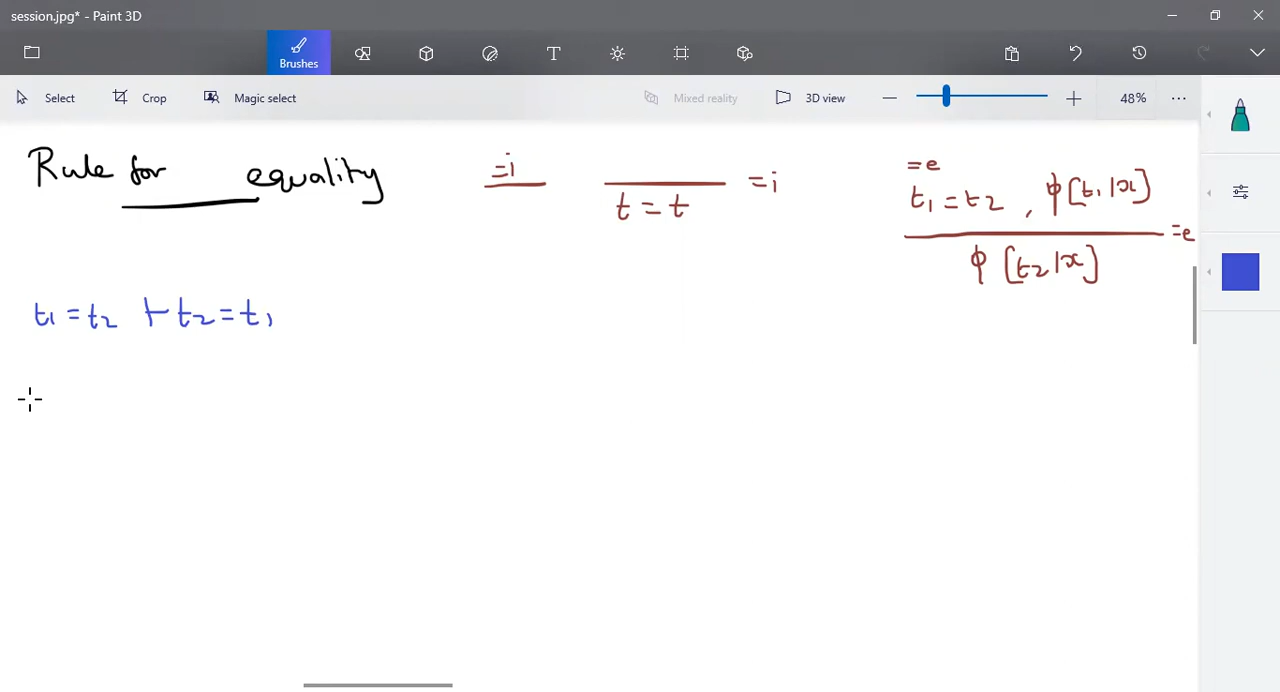 session.jpg* - Paint 3D
Brushes
Select Crop Magic select Mixed reality 3D view 48%
Rule for equality
=i
t = t =i
=e
t1 = t2 , ϕ[t1|x] =e
ϕ [t2|x]
t1 = t2 ⊢ t2 = t1